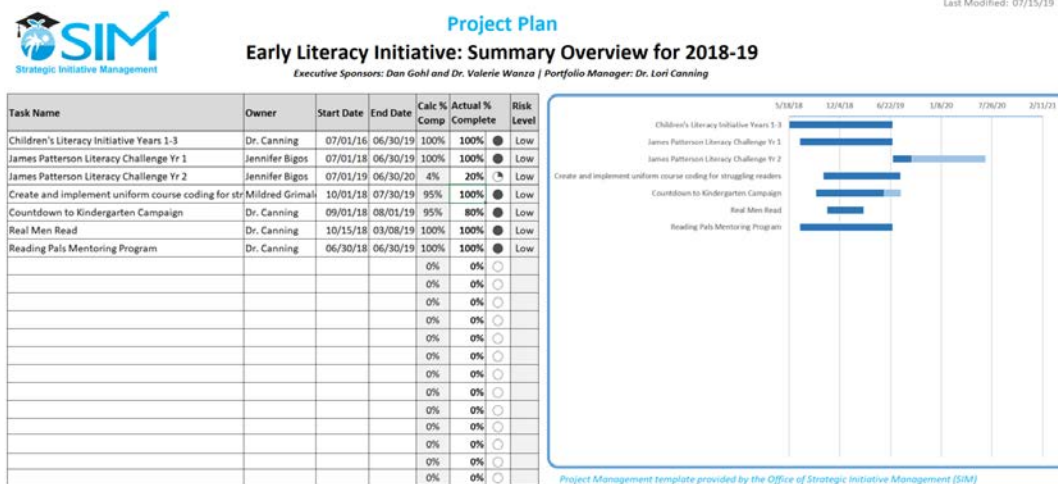 Last Modified: 07/15/19
SIM
Strategic Initiative Management
Project Plan
Early Literacy Initiative: Summary Overview for 2018-19
Executive Sponsors: Dan Gohl and Dr. Valerie Wanza | Portfolio Manager: Dr. Lori Canning
Task Name Owner Start Date End Date Calc % Comp Actual % Complete Risk Level
Children's Literacy Initiative Years 1-3 Dr. Canning 07/01/16 06/30/19 100% 100% Low
James Patterson Literacy Challenge Yr 1 Jennifer Bigos 07/01/18 06/30/19 100% 100% Low
James Patterson Literacy Challenge Yr 2 Jennifer Bigos 07/01/19 06/30/20 4% 20% Low
Create and implement uniform course coding for str Mildred Grimal 10/01/18 07/30/19 95% 100% Low
Countdown to Kindergarten Campaign Dr. Canning 09/01/18 08/01/19 95% 80% Low
Real Men Read Dr. Canning 10/15/18 03/08/19 100% 100% Low
Reading Pals Mentoring Program Dr. Canning 06/30/18 06/30/19 100% 100% Low
0% 0%
0% 0%
0% 0%
0% 0%
0% 0%
0% 0%
0% 0%
0% 0%
0% 0%
0% 0%
0% 0%
0% 0%
0% 0%
5/18/18 12/4/18 6/22/19 1/8/20 7/26/20 2/11/21
Children's Literacy Initiative Years 1-3
James Patterson Literacy Challenge Yr 1
James Patterson Literacy Challenge Yr 2
Create and implement uniform course coding for struggling readers
Countdown to Kindergarten Campaign
Real Men Read
Reading Pals Mentoring Program
Project Management template provided by the Office of Strategic Initiative Management (SIM)